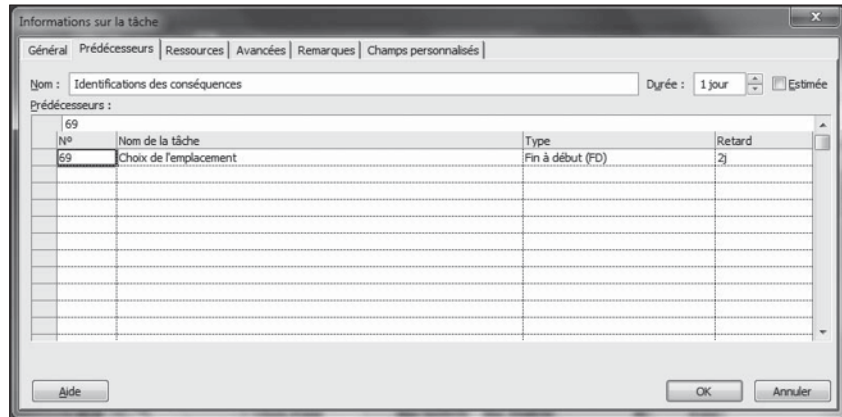 Informations sur la tâche
Général Prédécesseurs Ressources Avancées Remarques Champs personnalisés
Nom : Identifications des conséquences Durée : 1 jour Estimée
Prédécesseurs :
69
Nº Nom de la tâche Type Retard
69 Choix de l'emplacement Fin à début (FD) 2j
Aide OK Annuler